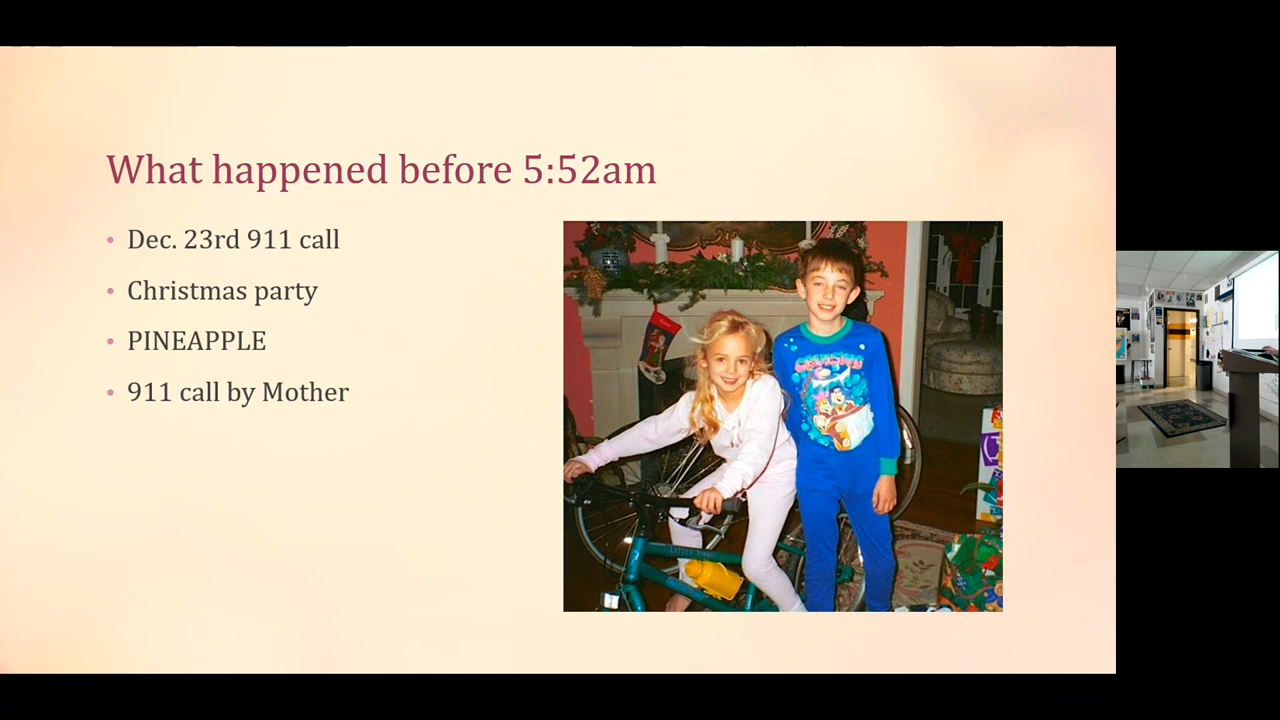 What happened before 5:52am
Dec. 23rd 911 call
Christmas party
PINEAPPLE
911 call by Mother